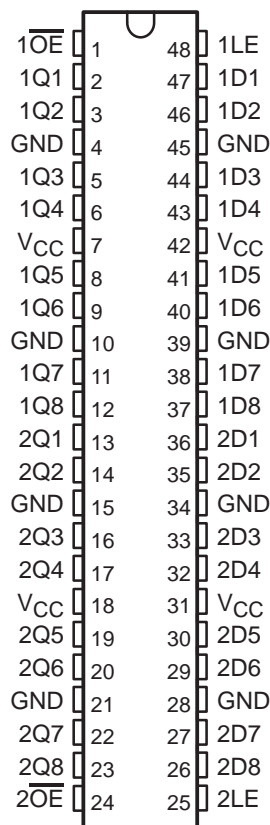 1O̅E̅ 1 48 1LE
1Q1 2 47 1D1
1Q2 3 46 1D2
GND 4 45 GND
1Q3 5 44 1D3
1Q4 6 43 1D4
VCC 7 42 VCC
1Q5 8 41 1D5
1Q6 9 40 1D6
GND 10 39 GND
1Q7 11 38 1D7
1Q8 12 37 1D8
2Q1 13 36 2D1
2Q2 14 35 2D2
GND 15 34 GND
2Q3 16 33 2D3
2Q4 17 32 2D4
VCC 18 31 VCC
2Q5 19 30 2D5
2Q6 20 29 2D6
GND 21 28 GND
2Q7 22 27 2D7
2Q8 23 26 2D8
2O̅E̅ 24 25 2LE